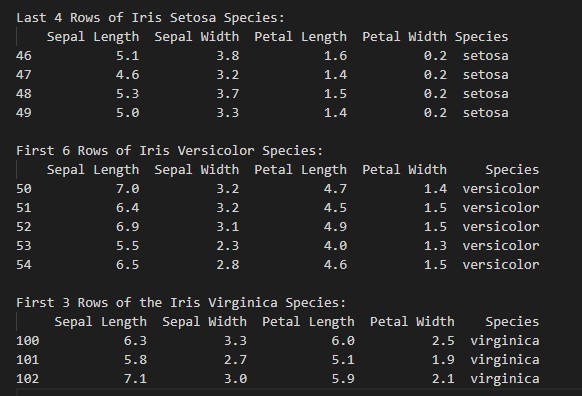 Last 4 Rows of Iris Setosa Species:
Sepal Length Sepal Width Petal Length Petal Width Species
46 5.1 3.8 1.6 0.2 setosa
47 4.6 3.2 1.4 0.2 setosa
48 5.3 3.7 1.5 0.2 setosa
49 5.0 3.3 1.4 0.2 setosa
First 6 Rows of Iris Versicolor Species:
Sepal Length Sepal Width Petal Length Petal Width Species
50 7.0 3.2 4.7 1.4 versicolor
51 6.4 3.2 4.5 1.5 versicolor
52 6.9 3.1 4.9 1.5 versicolor
53 5.5 2.3 4.0 1.3 versicolor
54 6.5 2.8 4.6 1.5 versicolor
First 3 Rows of the Iris Virginica Species:
Sepal Length Sepal Width Petal Length Petal Width Species
100 6.3 3.3 6.0 2.5 virginica
101 5.8 2.7 5.1 1.9 virginica
102 7.1 3.0 5.9 2.1 virginica